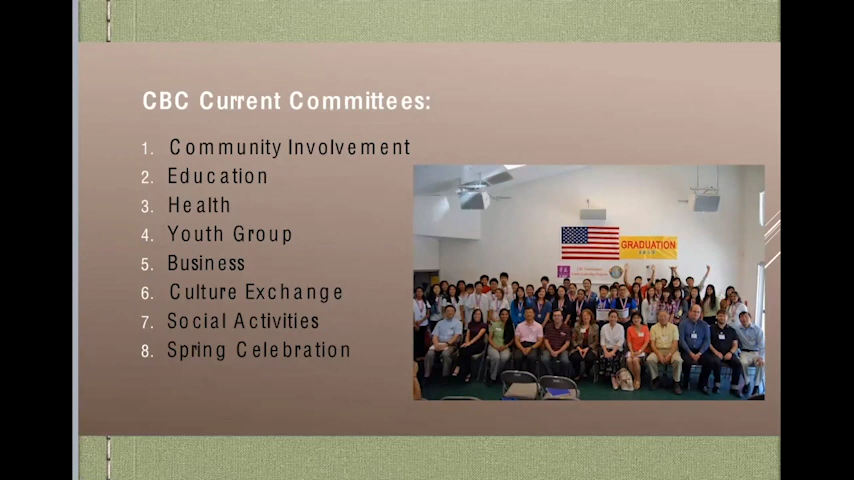 CBC Current Committees:
1. Community Involvement
2. Education
3. Health
4. Youth Group
5. Business
6. Culture Exchange
7. Social Activities
8. Spring Celebration
GRADUATION